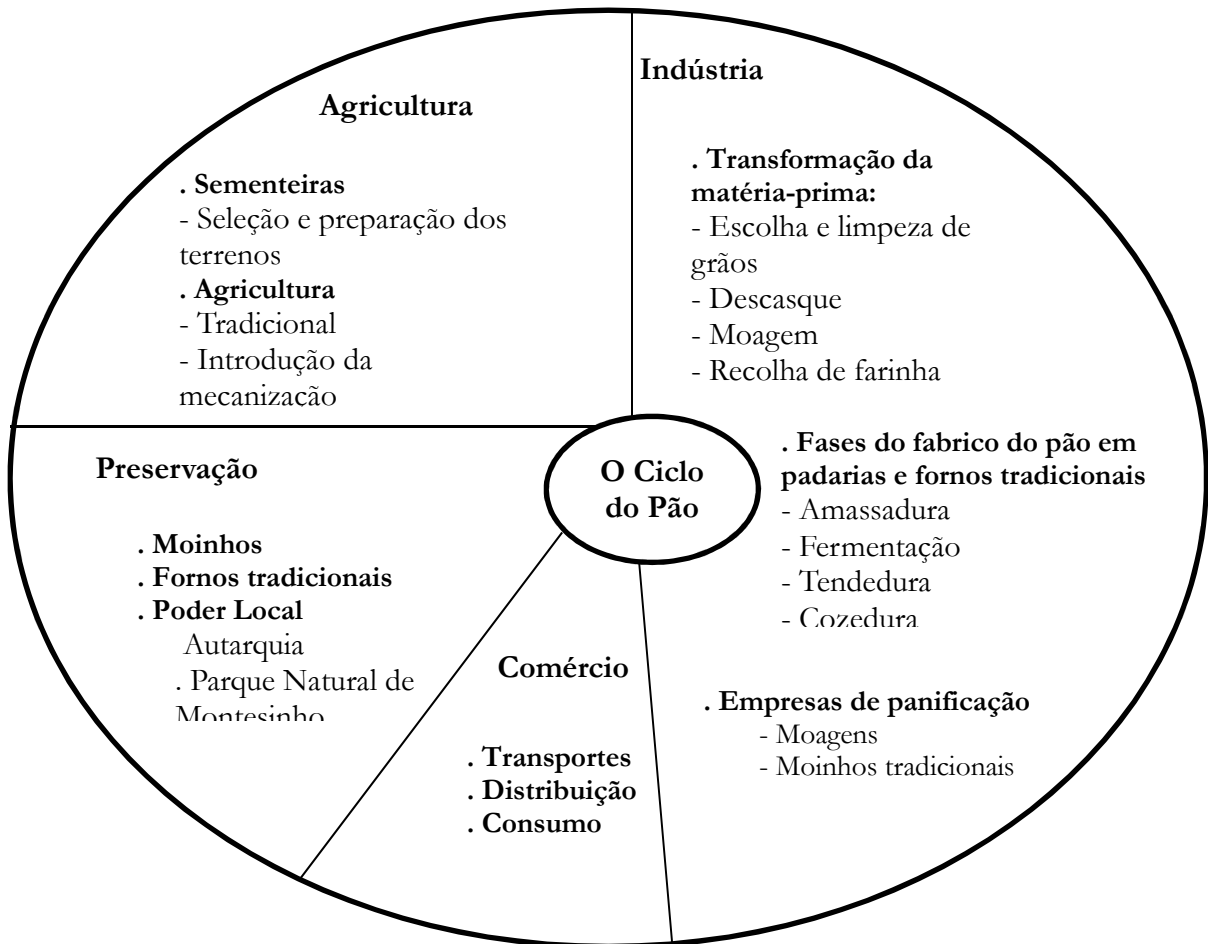 Agricultura
. Sementeiras
- Seleção e preparação dos
terrenos
. Agricultura
- Tradicional
- Introdução da
mecanização
Indústria
. Transformação da
matéria-prima:
- Escolha e limpeza de
grãos
- Descasque
- Moagem
- Recolha de farinha
. Fases do fabrico do pão em
padarias e fornos tradicionais
- Amassadura
- Fermentação
- Tendedura
- Cozedura
. Empresas de panificação
- Moagens
- Moinhos tradicionais
O Ciclo
do Pão
Preservação
. Moinhos
. Fornos tradicionais
. Poder Local
Autarquia
. Parque Natural de
Montesinho
Comércio
. Transportes
. Distribuição
. Consumo